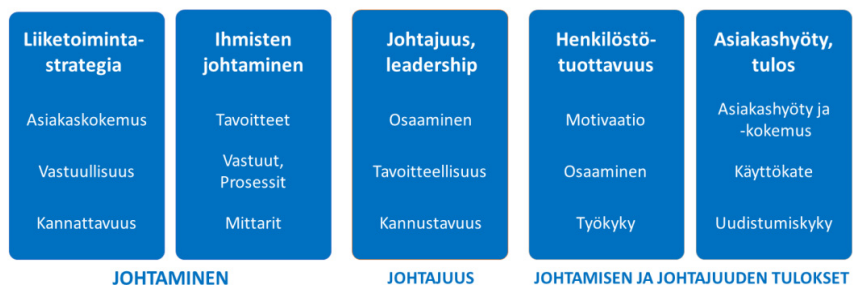 Liiketoiminta-
strategia
Asiakaskokemus
Vastuullisuus
Kannattavuus
Ihmisten
johtaminen
Tavoitteet
Vastuut,
Prosessit
Mittarit
Johtajuus,
leadership
Osaaminen
Tavoitteellisuus
Kannustavuus
Henkilöstö-
tuottavuus
Motivaatio
Osaaminen
Työkyky
Asiakashyöty,
tulos
Asiakashyöty ja
-kokemus
Käyttökate
Uudistumiskyky
JOHTAMINEN
JOHTAJUUS
JOHTAMISEN JA JOHTAJUUDEN TULOKSET